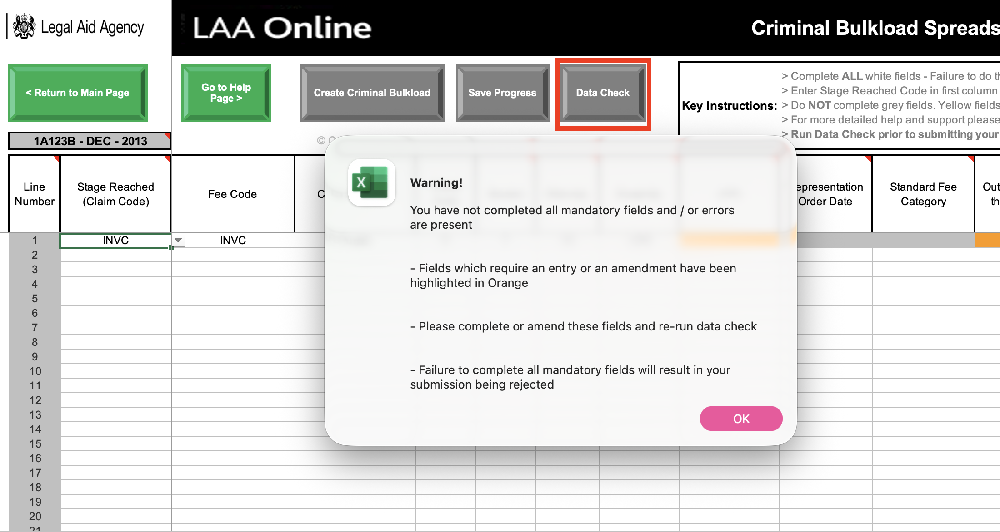 Legal Aid Agency
LAA Online
Criminal Bulkload Spreads
< Return to Main Page
Go to Help
Page >
Create Criminal Bulkload
Save Progress
Data Check
Key Instructions:
> Complete ALL white fields - Failure to do th
> Enter Stage Reached Code in first column
> Do NOT complete grey fields. Yellow fields
> For more detailed help and support please
> Run Data Check prior to submitting your
1A123B - DEC - 2013
©
Line
Number
Stage Reached
(Claim Code)
Fee Code
C
epresentation
Order Date
Standard Fee
Category
Out
th
1 INVC INVC
2
3
4
5
6
7
8
9
10
11
12
13
14
15
16
17
18
19
20
21
X
Warning!
You have not completed all mandatory fields and / or errors
are present
- Fields which require an entry or an amendment have been
highlighted in Orange
- Please complete or amend these fields and re-run data check
- Failure to complete all mandatory fields will result in your
submission being rejected
OK